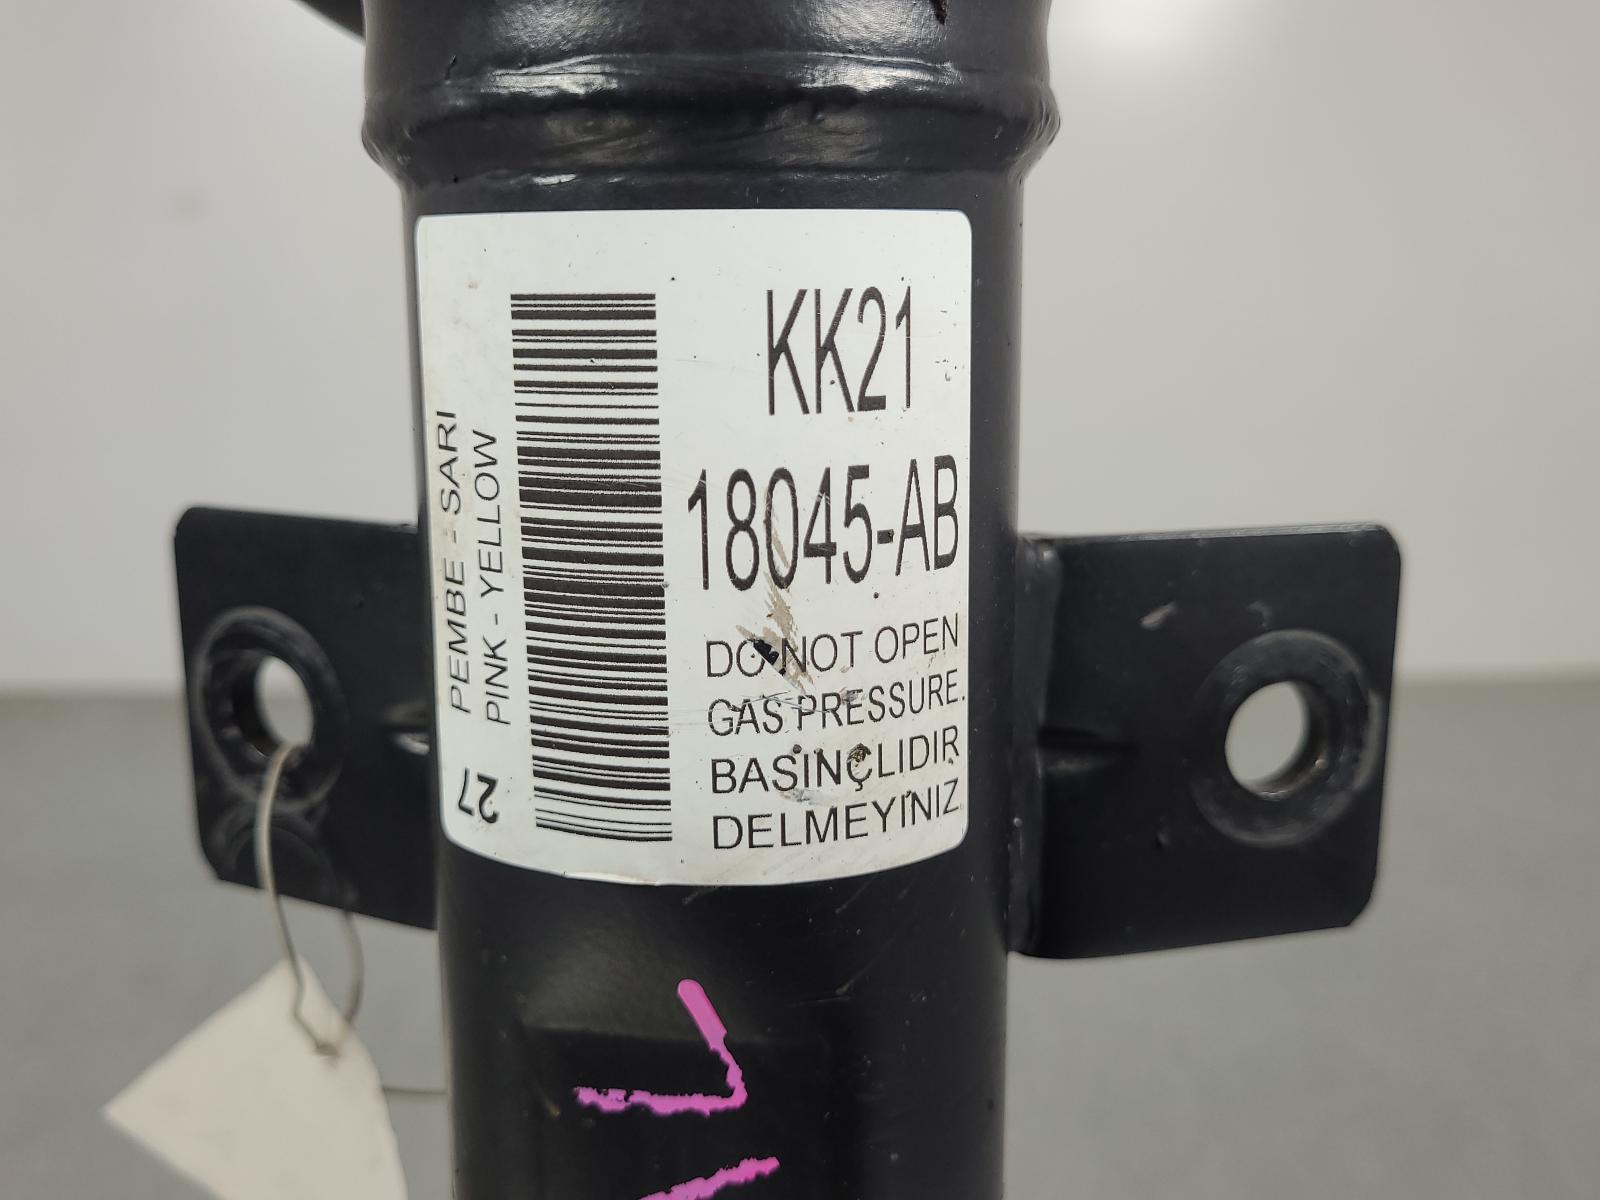 KK21
18045-AB
DO NOT OPEN
GAS PRESSURE.
BASINÇLIDIR
DELMEYİNİZ
PEMBE - SARI
PINK - YELLOW
27